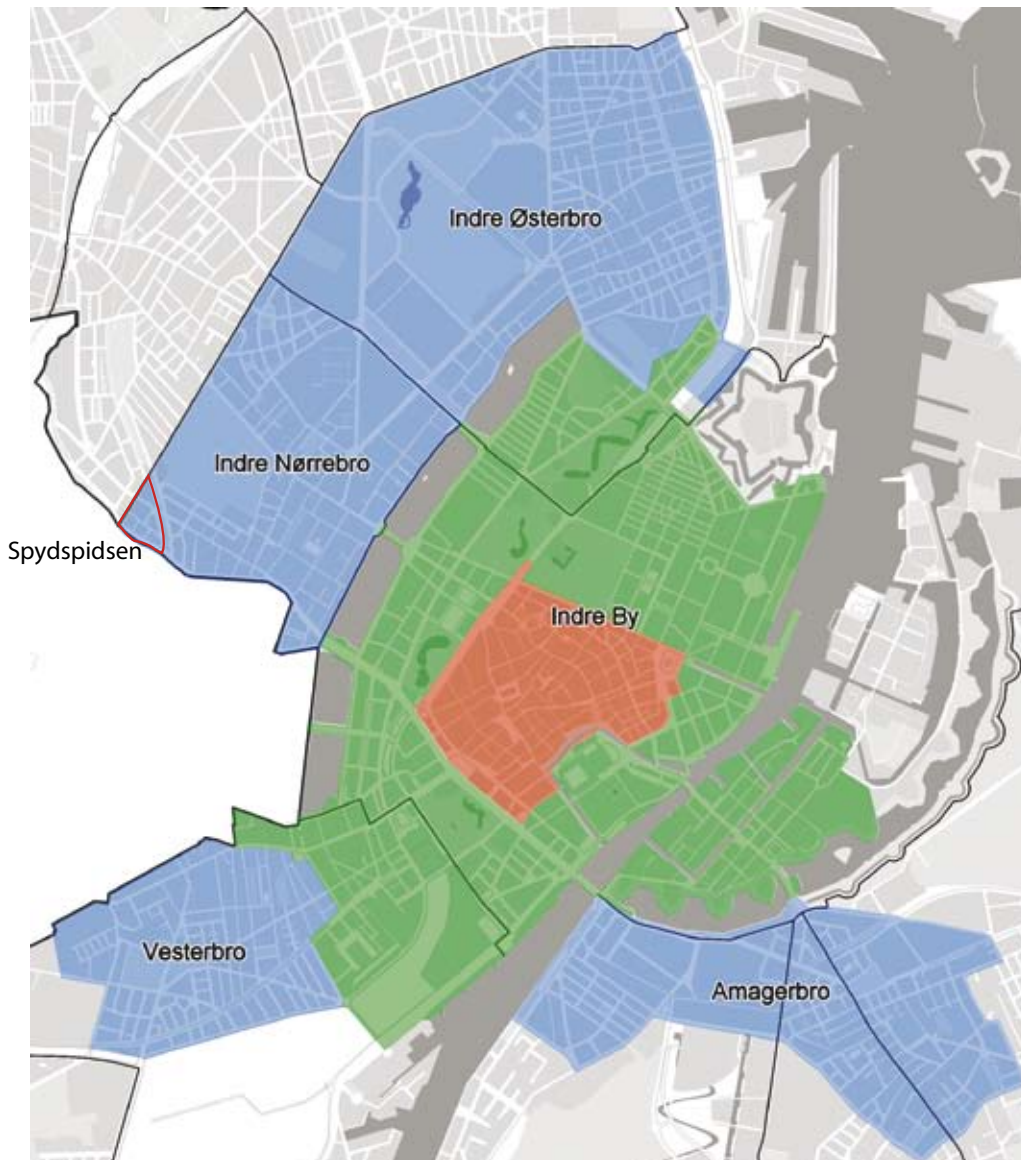 Indre Østerbro
Indre Nørrebro
Spydspidsen
Indre By
Vesterbro
Amagerbro